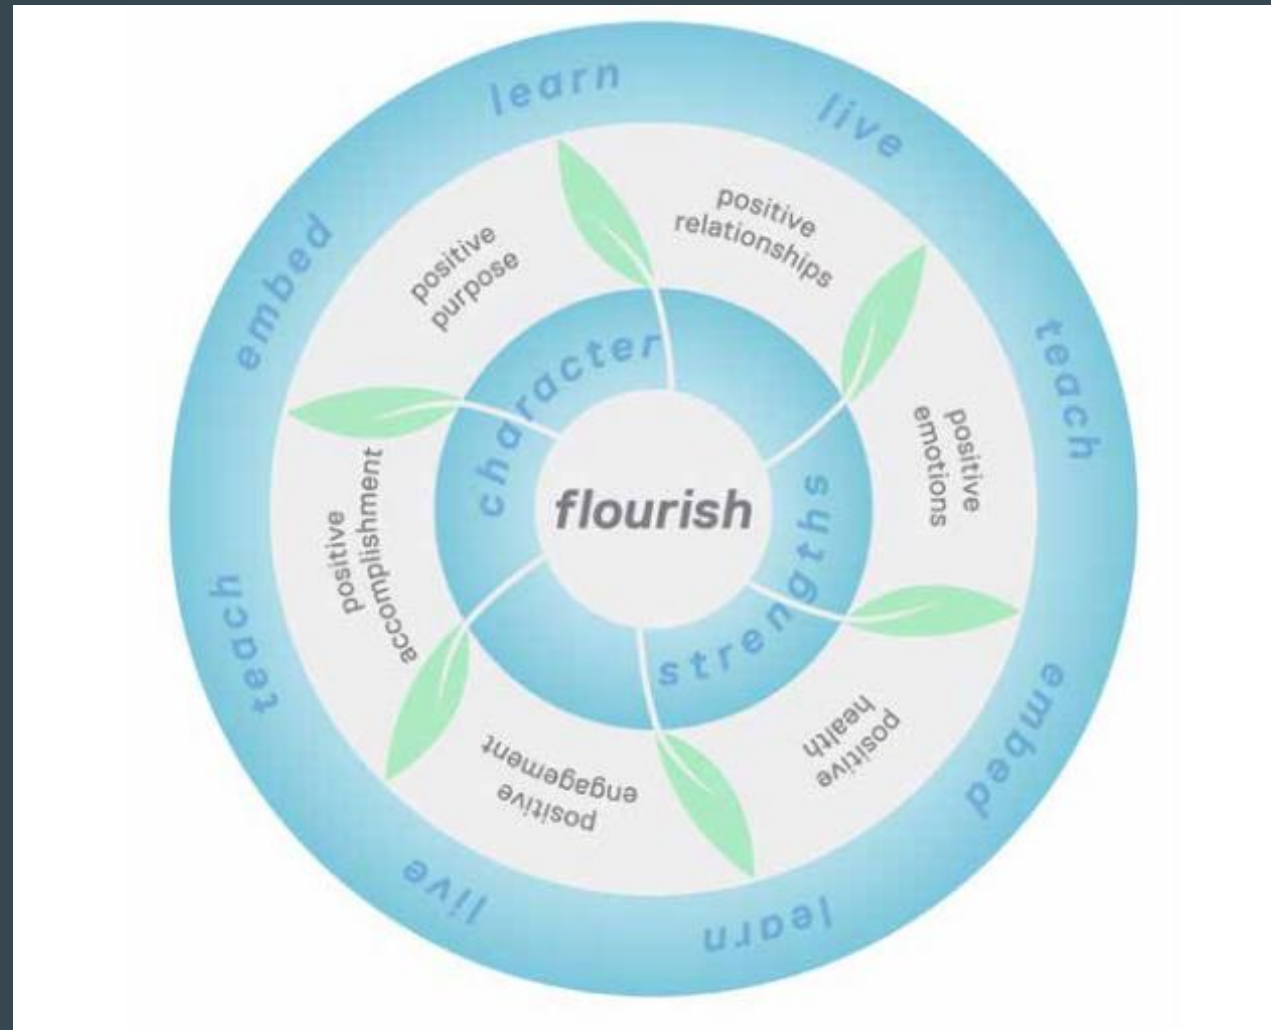 learn
live
teach
embed
learn
live
teach
embed
positive
relationships
positive
emotions
positive
health
positive
engagement
positive
accomplishment
positive
purpose
character
strengths
flourish